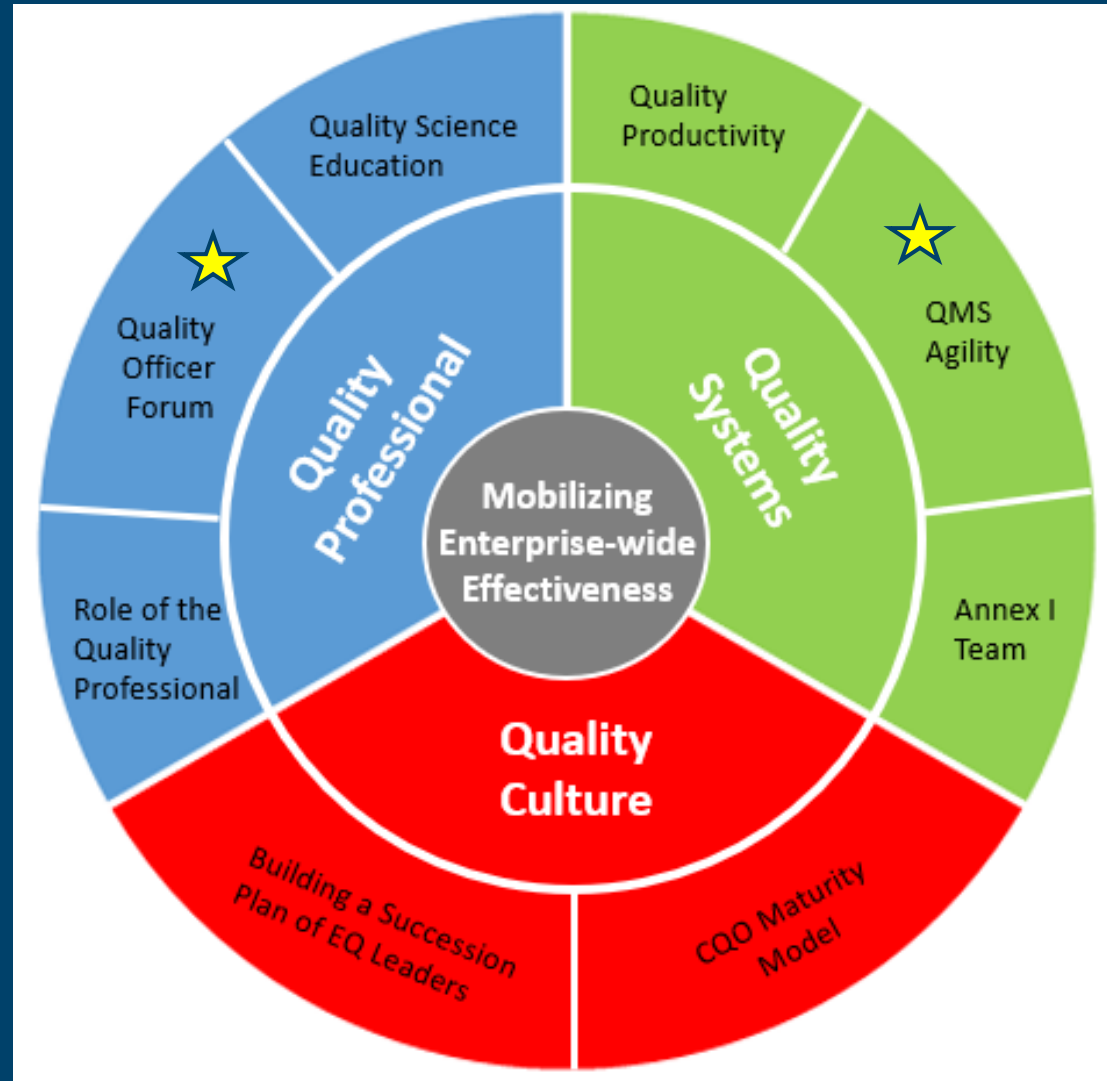 Quality Science
Education
Quality
Productivity
Quality
Officer
Forum
QMS
Agility
Quality
Professional
Quality
Systems
Mobilizing
Enterprise-wide
Effectiveness
Role of the
Quality
Professional
Annex I
Team
Quality
Culture
Building a Succession
Plan of EQ Leaders
CQO Maturity
Model